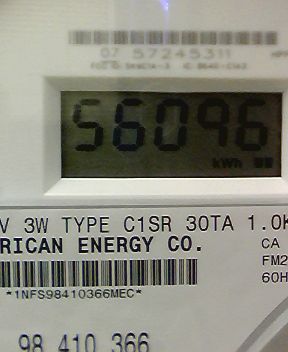 07 57245311
56096
kWh
V 3W TYPE C1SR 30TA 1.0K
RICAN ENERGY CO.
CA
FM2
60H
*1NFS98410366MEC*
98 410 366